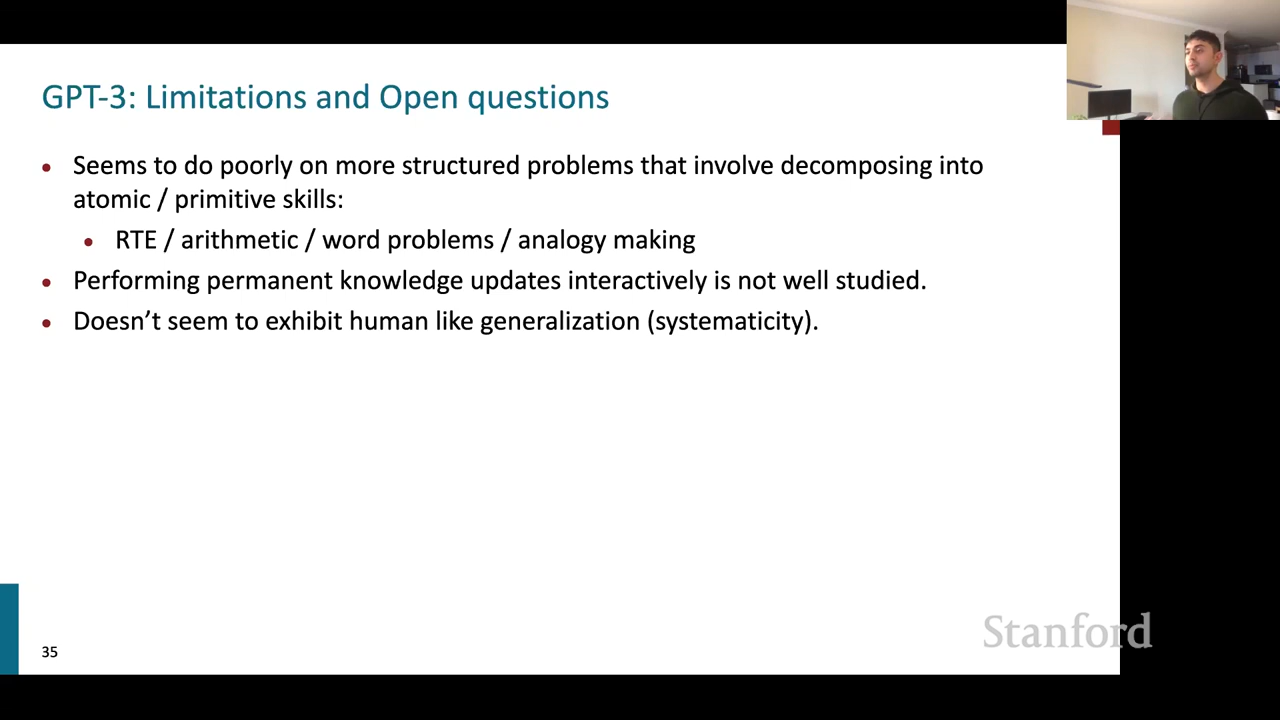 GPT-3: Limitations and Open questions
• Seems to do poorly on more structured problems that involve decomposing into
atomic / primitive skills:
• RTE / arithmetic / word problems / analogy making
• Performing permanent knowledge updates interactively is not well studied.
• Doesn’t seem to exhibit human like generalization (systematicity).
Stanford
35